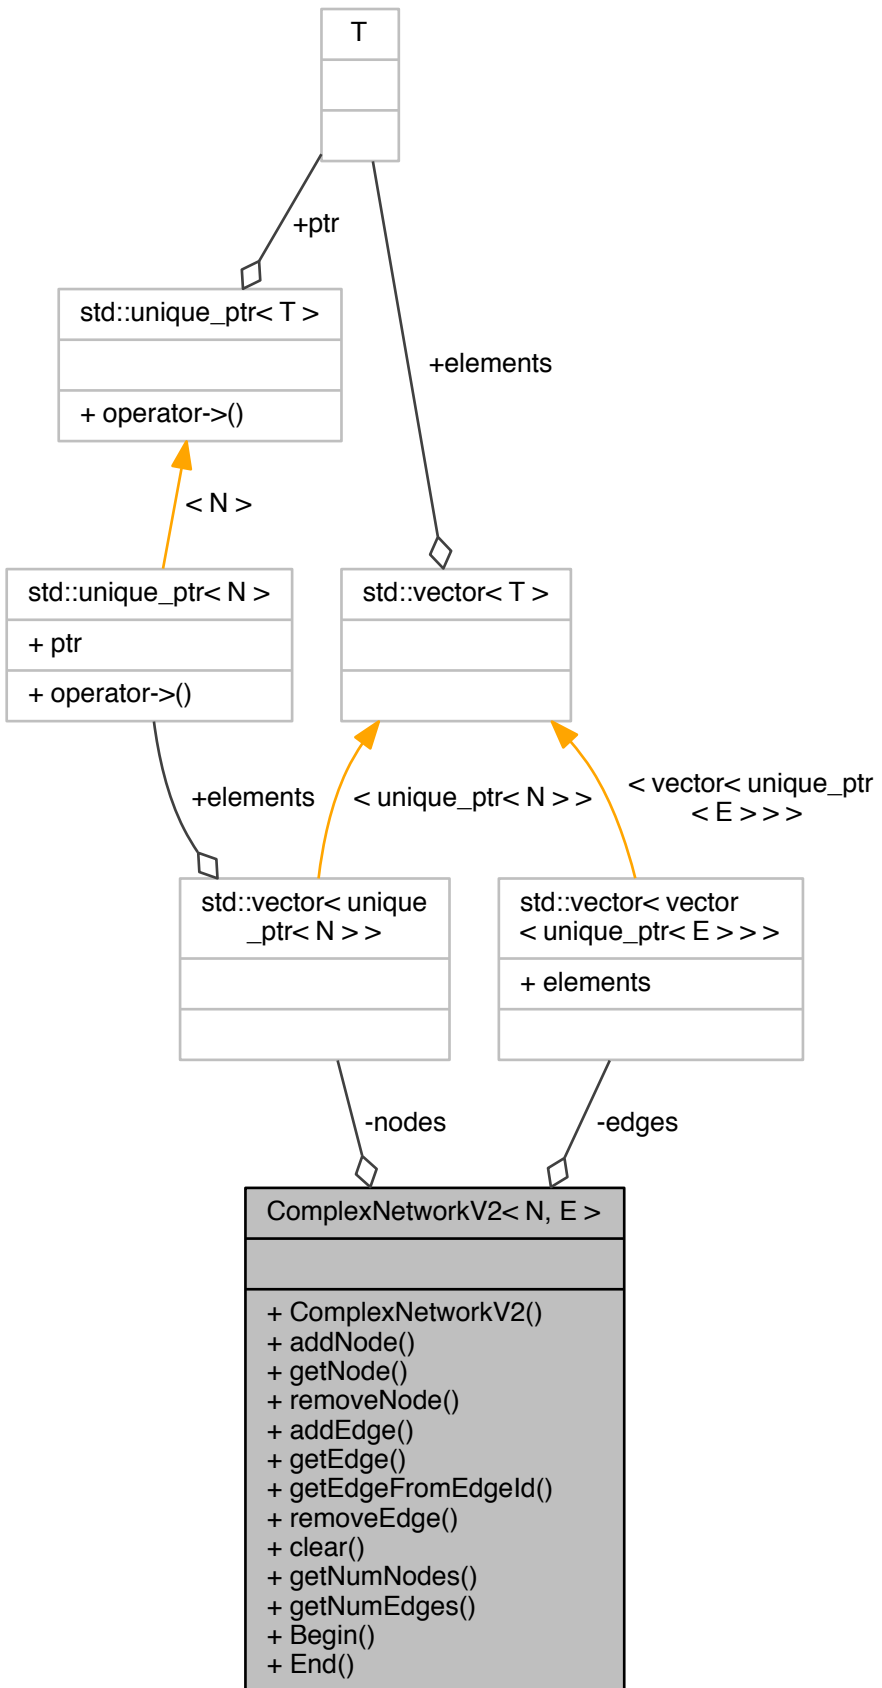 T
+ptr
std::unique_ptr< T >
+ operator->()
+elements
< N >
std::unique_ptr< N >
+ ptr
+ operator->()
std::vector< T >
+elements
< unique_ptr< N > >
< vector< unique_ptr
< E > > >
std::vector< unique
_ptr< N > >
std::vector< vector
< unique_ptr< E > > >
+ elements
-nodes
-edges
ComplexNetworkV2< N, E >
+ ComplexNetworkV2()
+ addNode()
+ getNode()
+ removeNode()
+ addEdge()
+ getEdge()
+ getEdgeFromEdgeId()
+ removeEdge()
+ clear()
+ getNumNodes()
+ getNumEdges()
+ Begin()
+ End()